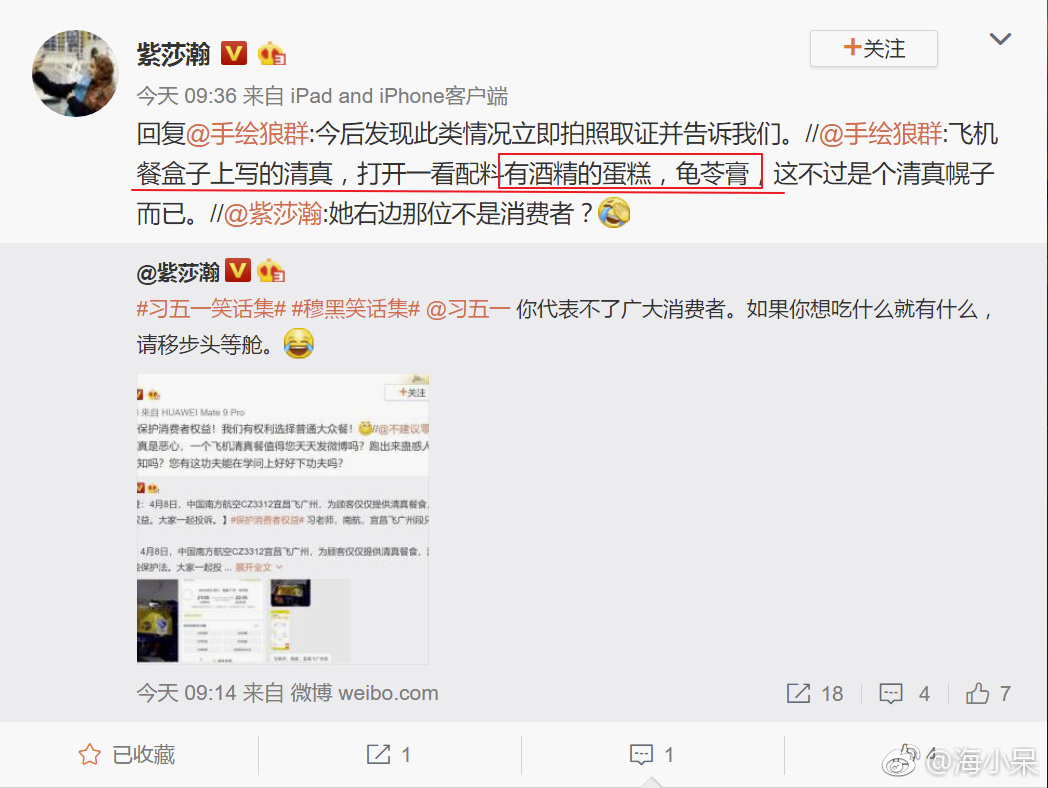 紫莎瀚
+关注
今天 09:36 来自 iPad and iPhone客户端
回复@手绘狼群:今后发现此类情况立即拍照取证并告诉我们。//@手绘狼群:飞机
餐盒子上写的清真，打开一看配料有酒精的蛋糕，龟苓膏，这不过是个清真幌子
而已。//@紫莎瀚:她右边那位不是消费者？
@紫莎瀚
#习五一笑话集# #穆黑笑话集# @习五一 你代表不了广大消费者。如果你想吃什么就有什么，
请移步头等舱。
+关注
来自 HUAWEI Mate 9 Pro
保护消费者权益！我们有权利选择普通大众餐！//@不建议零
真是恶心，一个飞机清真餐值得您天天发微博吗？跑出来蛊惑人
知吗？您有这功夫能在学问上好好下功夫吗？
：4月8日，中国南方航空CZ3312宜昌飞广州，为顾客仅仅提供清真餐食
益。大家一起投诉。】#保护消费者权益# 习老师，南航，宜昌飞广州段只
4月8日，中国南方航空CZ3312宜昌飞广州，为顾客仅仅提供清真餐食，
保护法。大家一起投 ... 展开全文
今天 09:14 来自 微博 weibo.com
18
4
7
已收藏
1
1
4
@海小呆